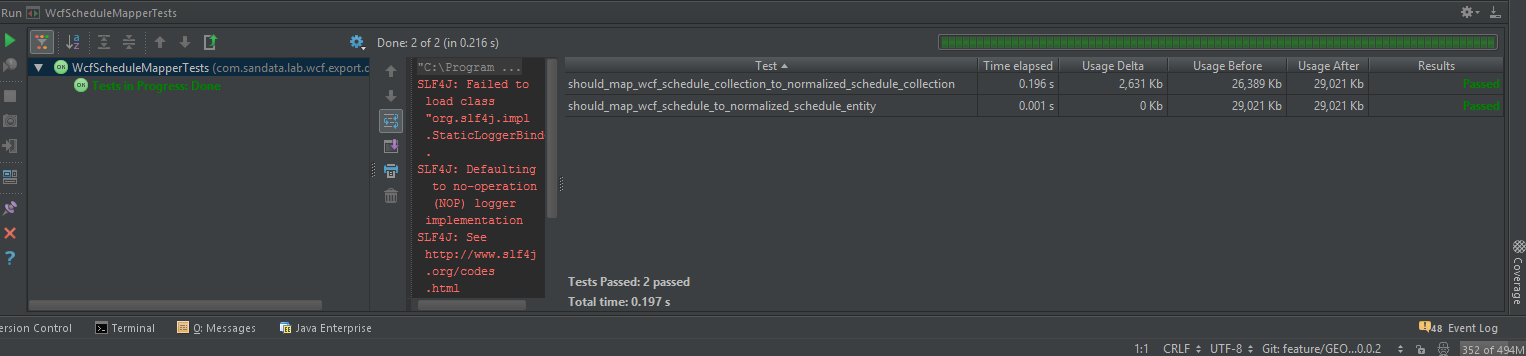 Run WcfScheduleMapperTests
Done: 2 of 2 (in 0.216 s)
WcfScheduleMapperTests (com.sandata.lab.wcf.export.c
Tests in Progress: Done
"C:\Program ...
SLF4J: Failed to
load class
"org.slf4j.impl
.StaticLoggerBind
.
SLF4J: Defaulting
to no-operation
(NOP) logger
implementation
SLF4J: See
http://www.slf4j
.org/codes
.html
Test Time elapsed Usage Delta Usage Before Usage After Results
should_map_wcf_schedule_collection_to_normalized_schedule_collection 0.196 s 2,631 Kb 26,389 Kb 29,021 Kb Passed
should_map_wcf_schedule_to_normalized_schedule_entity 0.001 s 0 Kb 29,021 Kb 29,021 Kb Passed
Tests Passed: 2 passed
Total time: 0.197 s
Coverage
ersion Control Terminal 0: Messages Java Enterprise 48 Event Log
1:1 CRLF UTF-8 Git: feature/GEO...0.0.2 352 of 494M